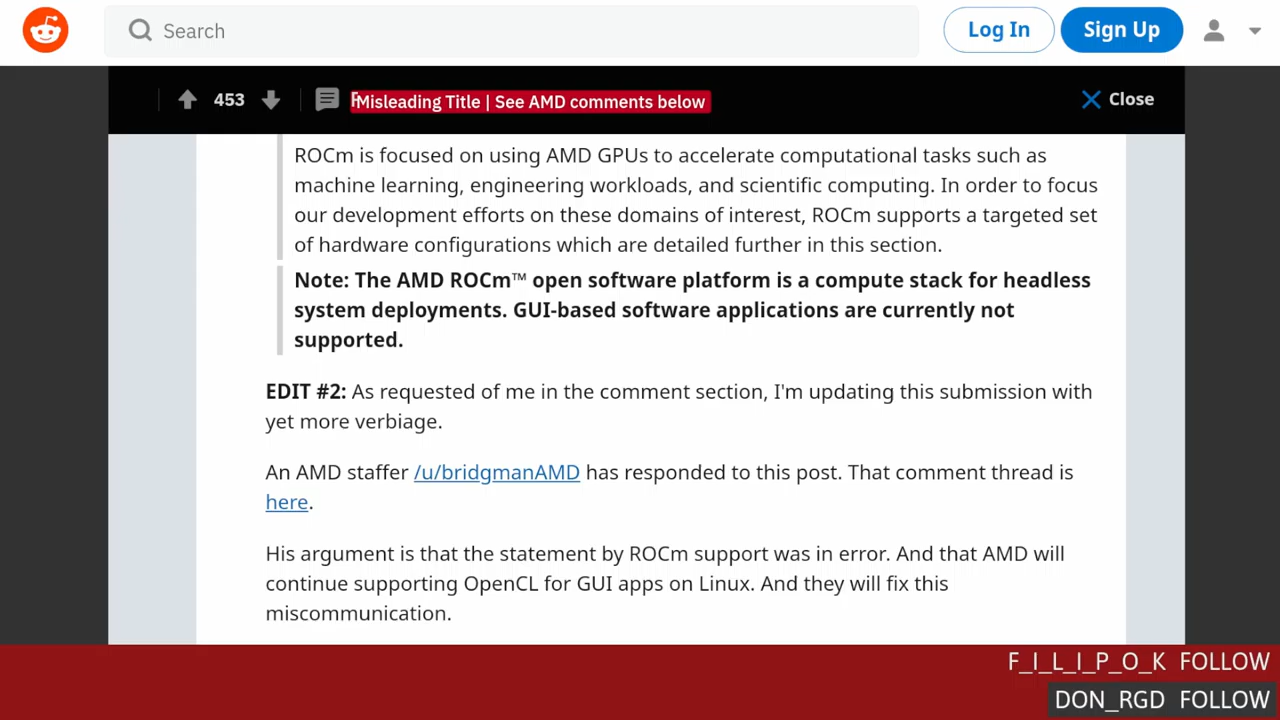 Search
Log In
Sign Up
453
Misleading Title | See AMD comments below
Close
ROCm is focused on using AMD GPUs to accelerate computational tasks such as
machine learning, engineering workloads, and scientific computing. In order to focus
our development efforts on these domains of interest, ROCm supports a targeted set
of hardware configurations which are detailed further in this section.
Note: The AMD ROCm™ open software platform is a compute stack for headless
system deployments. GUI-based software applications are currently not
supported.
EDIT #2: As requested of me in the comment section, I'm updating this submission with
yet more verbiage.
An AMD staffer /u/bridgmanAMD has responded to this post. That comment thread is
here.
His argument is that the statement by ROCm support was in error. And that AMD will
continue supporting OpenCL for GUI apps on Linux. And they will fix this
miscommunication.
F_I_L_I_P_O_K FOLLOW
DON_RGD FOLLOW